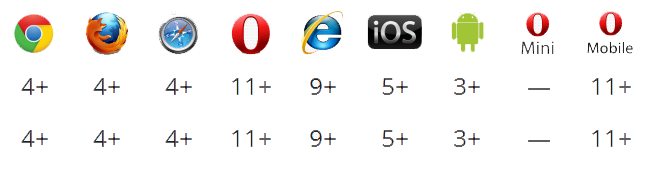 iOS Mini Mobile
4+ 4+ 4+ 11+ 9+ 5+ 3+ — 11+
4+ 4+ 4+ 11+ 9+ 5+ 3+ — 11+